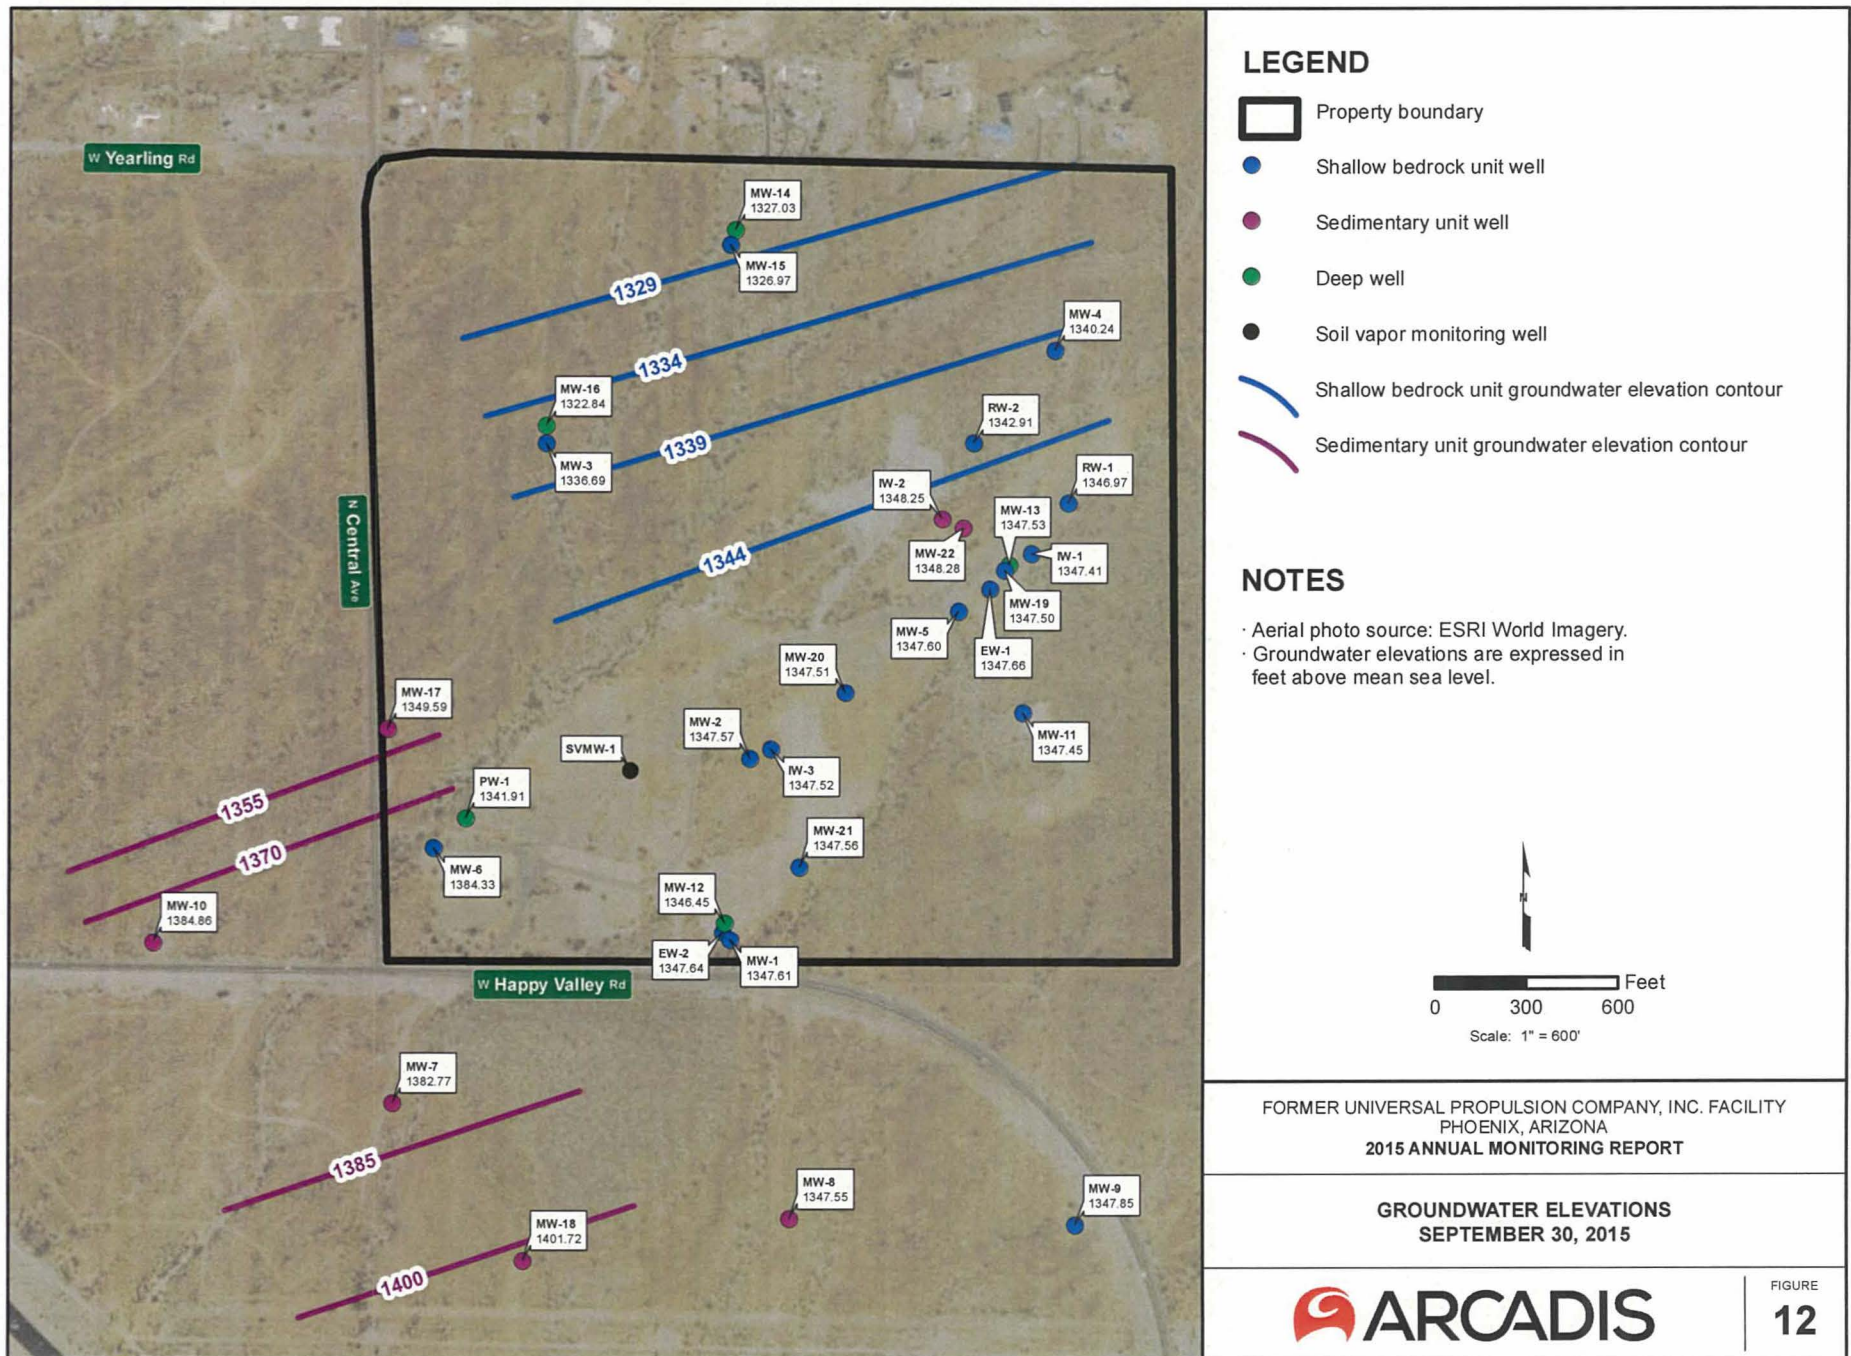 W Yearling Rd
MW-14
1327.03
MW-15
1326.97
1329
MW-4
1340.24
1334
MW-16
1322.84
RW-2
1342.91
MW-3
1336.69
1339
IW-2
1348.25
RW-1
1346.97
MW-13
1347.53
N Central Ave
MW-22
1348.28
IW-1
1347.41
1344
MW-19
1347.50
MW-5
1347.60
EW-1
1347.66
MW-20
1347.51
MW-17
1349.59
MW-2
1347.57
MW-11
1347.45
SVMW-1
IW-3
1347.52
PW-1
1341.91
1355
MW-21
1347.56
1370
MW-6
1384.33
MW-12
1346.45
MW-10
1384.86
EW-2
1347.64
MW-1
1347.61
W Happy Valley Rd
MW-7
1382.77
1385
MW-8
1347.55
MW-9
1347.85
MW-18
1401.72
1400
LEGEND
Property boundary
Shallow bedrock unit well
Sedimentary unit well
Deep well
Soil vapor monitoring well
Shallow bedrock unit groundwater elevation contour
Sedimentary unit groundwater elevation contour
NOTES
· Aerial photo source: ESRI World Imagery.
· Groundwater elevations are expressed in
feet above mean sea level.
N
Feet
0 300 600
Scale: 1" = 600'
FORMER UNIVERSAL PROPULSION COMPANY, INC. FACILITY
PHOENIX, ARIZONA
2015 ANNUAL MONITORING REPORT
GROUNDWATER ELEVATIONS
SEPTEMBER 30, 2015
ARCADIS
FIGURE
12